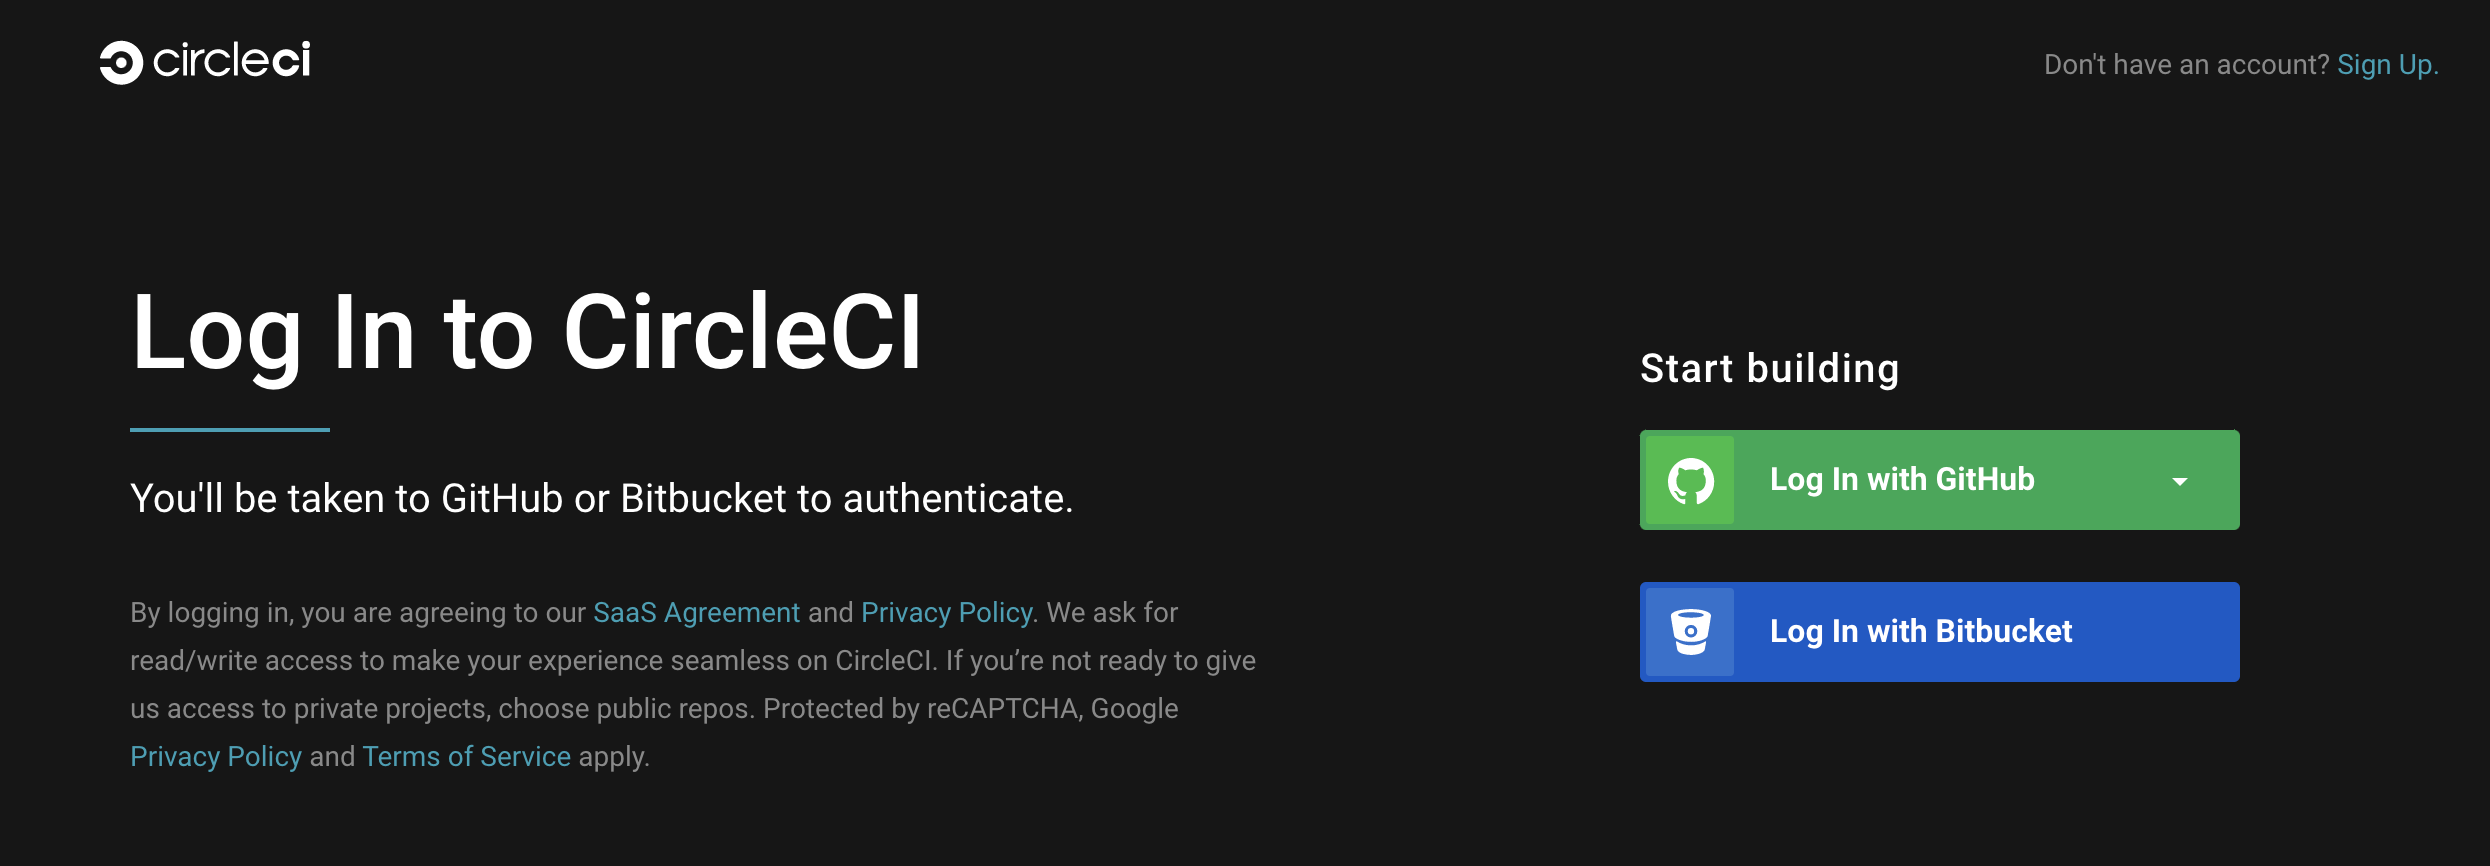 circleci
Don't have an account? Sign Up.
Log In to CircleCI
You'll be taken to GitHub or Bitbucket to authenticate.
By logging in, you are agreeing to our SaaS Agreement and Privacy Policy. We ask for
read/write access to make your experience seamless on CircleCI. If you’re not ready to give
us access to private projects, choose public repos. Protected by reCAPTCHA, Google
Privacy Policy and Terms of Service apply.
Start building
Log In with GitHub
Log In with Bitbucket